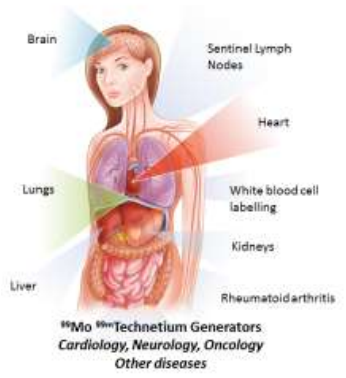 Brain
Sentinel Lymph
Nodes
Heart
Lungs
White blood cell
labelling
Kidneys
Liver
Rheumatoid arthritis
⁹⁹Mo ⁹⁹ᵐTechnetium Generators
Cardiology, Neurology, Oncology
Other diseases